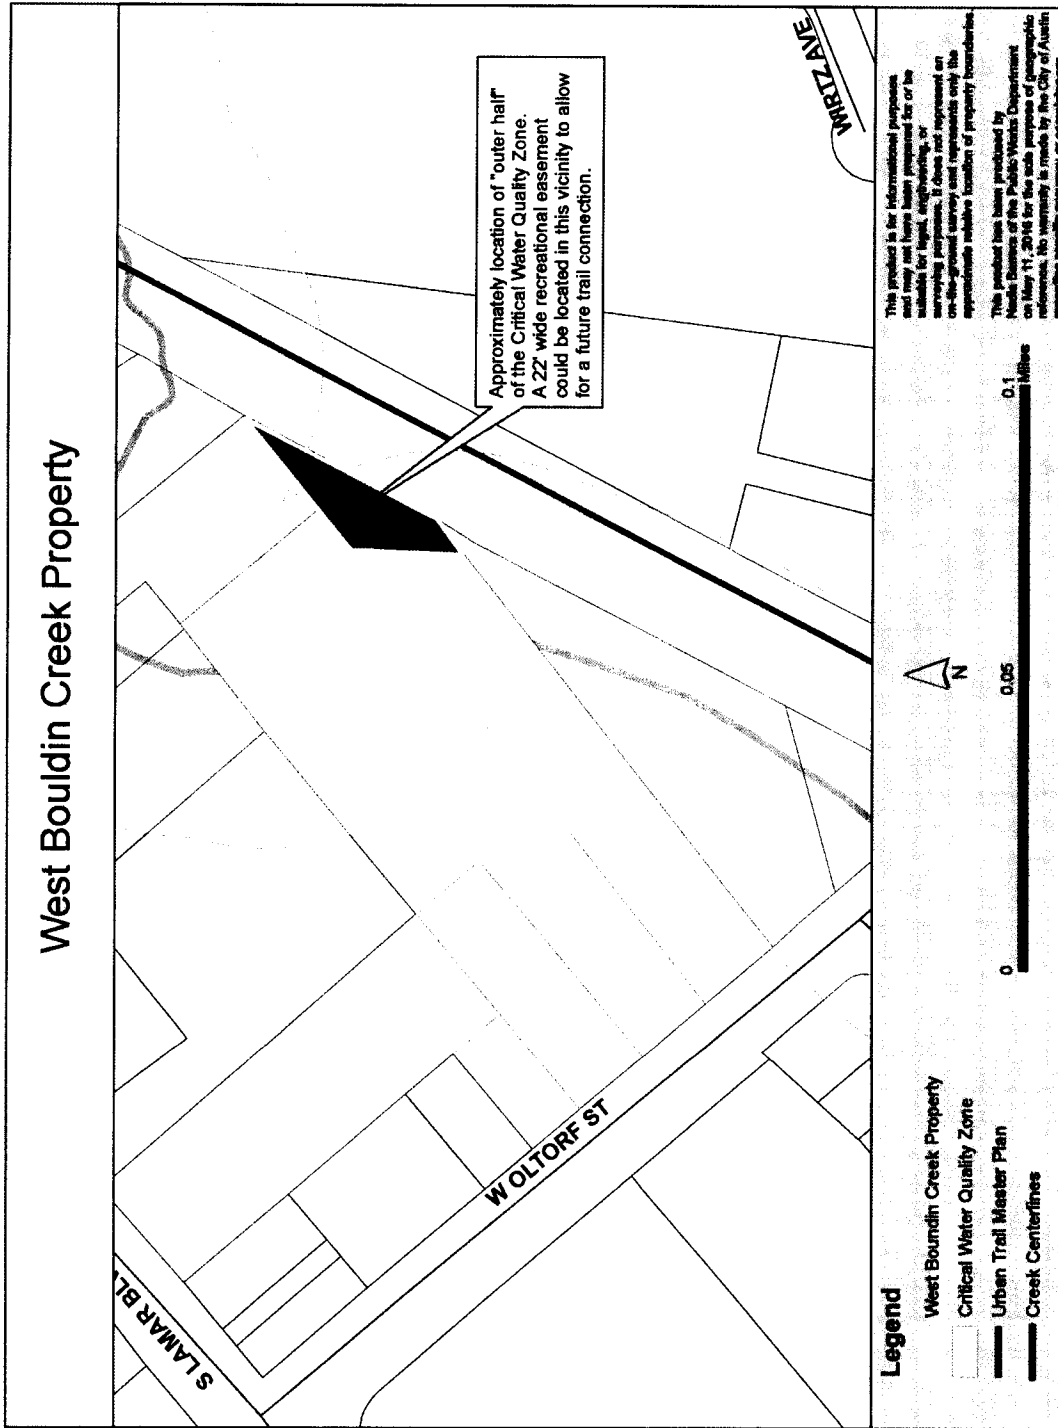 West Bouldin Creek Property
S LAMAR BL
W OLTORF ST
WIRTZ AVE
Approximately location of "outer half"
of the Critical Water Quality Zone.
A 22' wide recreational easement
could be located in this vicinity to allow
for a future trail connection.
Legend
West Boundin Creek Property
Critical Water Quality Zone
Urban Trail Master Plan
Creek Centerlines
N
0
0.05
0.1
Miles
This product is for informational purposes
and may not have been prepared for or be
suitable for legal, engineering, or
surveying purposes. It does not represent an
on-the-ground survey and represents only the
approximate relative location of property boundaries.
This product has been produced by
of the Public Works Department
on May 11, 2016 for the sole purpose of geographic
reference. No warranty is made by the City of Austin